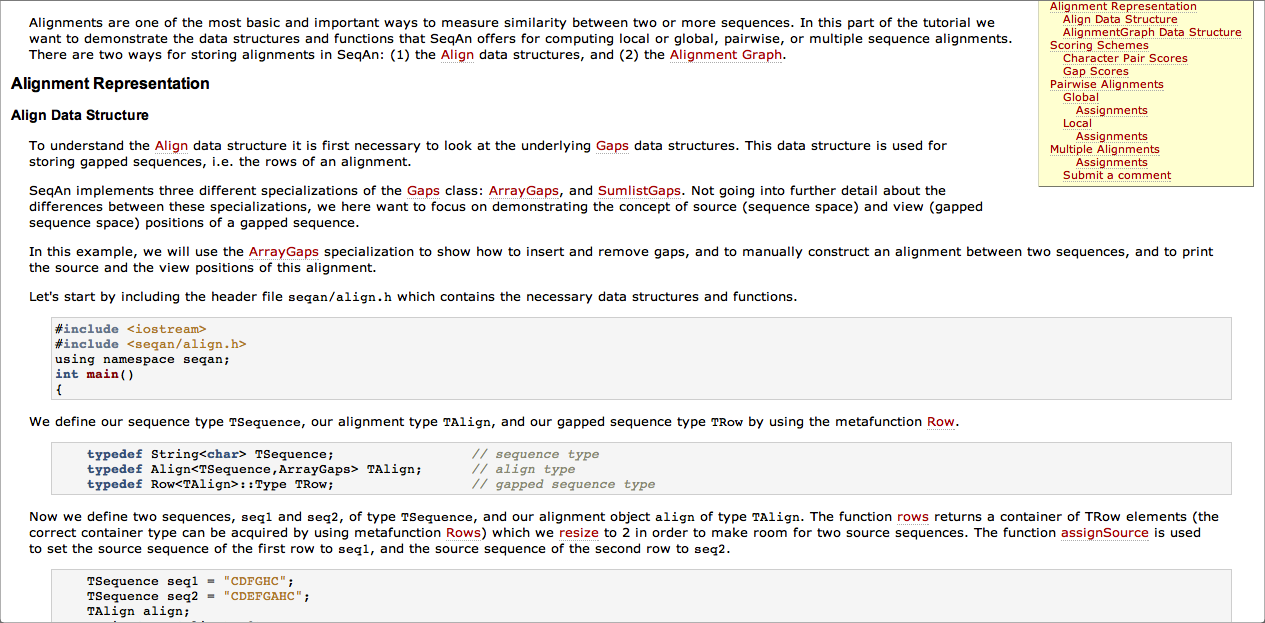 Alignments are one of the most basic and important ways to measure similarity between two or more sequences. In this part of the tutorial we
want to demonstrate the data structures and functions that SeqAn offers for computing local or global, pairwise, or multiple sequence alignments.
There are two ways for storing alignments in SeqAn: (1) the Align data structures, and (2) the Alignment Graph.
Alignment Representation
Align Data Structure
AlignmentGraph Data Structure
Scoring Schemes
Character Pair Scores
Gap Scores
Pairwise Alignments
Global
Assignments
Local
Assignments
Multiple Alignments
Assignments
Submit a comment
Alignment Representation
Align Data Structure
To understand the Align data structure it is first necessary to look at the underlying Gaps data structures. This data structure is used for
storing gapped sequences, i.e. the rows of an alignment.
SeqAn implements three different specializations of the Gaps class: ArrayGaps, and SumlistGaps. Not going into further detail about the
differences between these specializations, we here want to focus on demonstrating the concept of source (sequence space) and view (gapped
sequence space) positions of a gapped sequence.
In this example, we will use the ArrayGaps specialization to show how to insert and remove gaps, and to manually construct an alignment between two sequences, and to print
the source and the view positions of this alignment.
Let's start by including the header file seqan/align.h which contains the necessary data structures and functions.
#include <iostream>
#include <seqan/align.h>
using namespace seqan;
int main()
{
We define our sequence type TSequence, our alignment type TAlign, and our gapped sequence type TRow by using the metafunction Row.
typedef String<char> TSequence; // sequence type
typedef Align<TSequence,ArrayGaps> TAlign; // align type
typedef Row<TAlign>::Type TRow; // gapped sequence type
Now we define two sequences, seq1 and seq2, of type TSequence, and our alignment object align of type TAlign. The function rows returns a container of TRow elements (the
correct container type can be acquired by using metafunction Rows) which we resize to 2 in order to make room for two source sequences. The function assignSource is used
to set the source sequence of the first row to seq1, and the source sequence of the second row to seq2.
TSequence seq1 = "CDFGHC";
TSequence seq2 = "CDEFGAHC";
TAlign align;